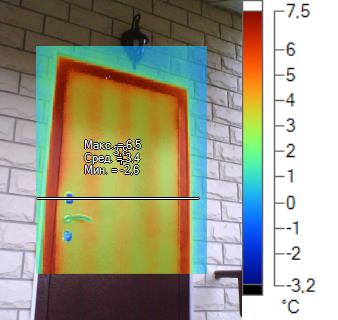 Макс. = 6,5
Сред. = 3,4
Мин. = -2,6
7,5
6
5
4
3
2
1
0
-1
-2
-3,2
°C